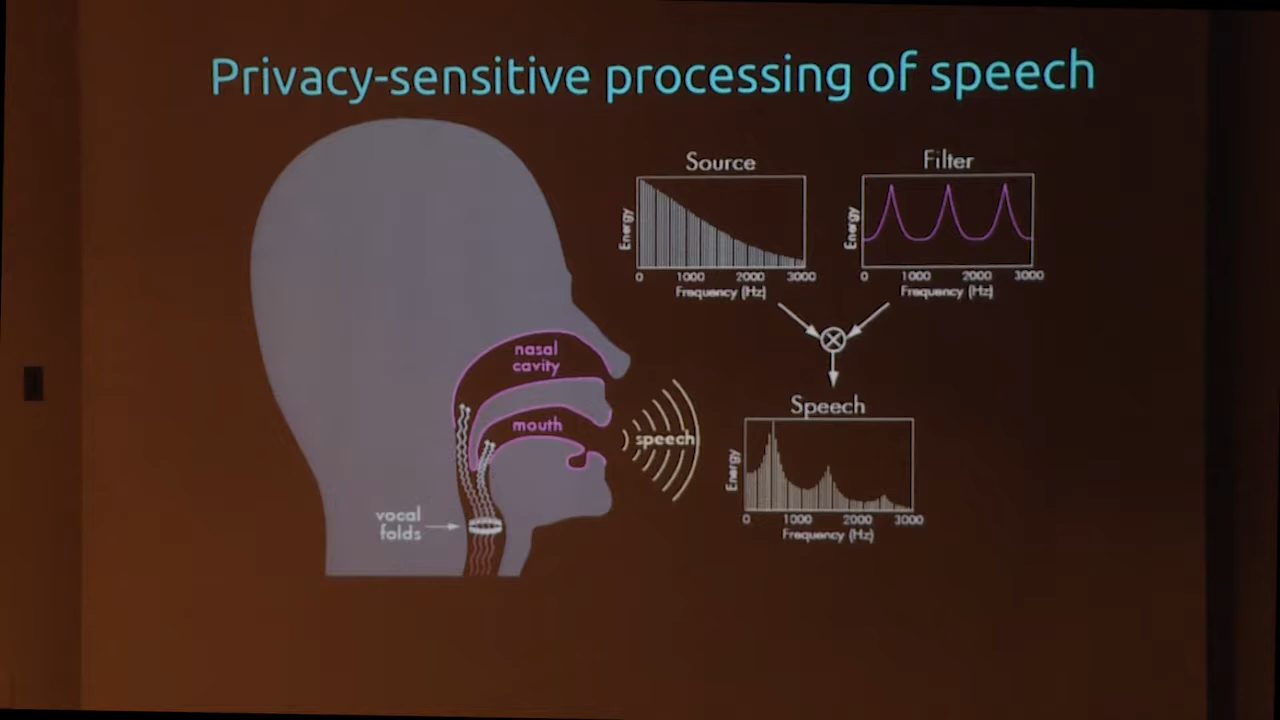 Privacy-sensitive processing of speech
Source
Energy
0 1000 2000 3000
Frequency (Hz)
Filter
Energy
0 1000 2000 3000
Frequency (Hz)
nasal
cavity
mouth
speech
vocal
folds
Speech
Energy
0 1000 2000 3000
Frequency (Hz)